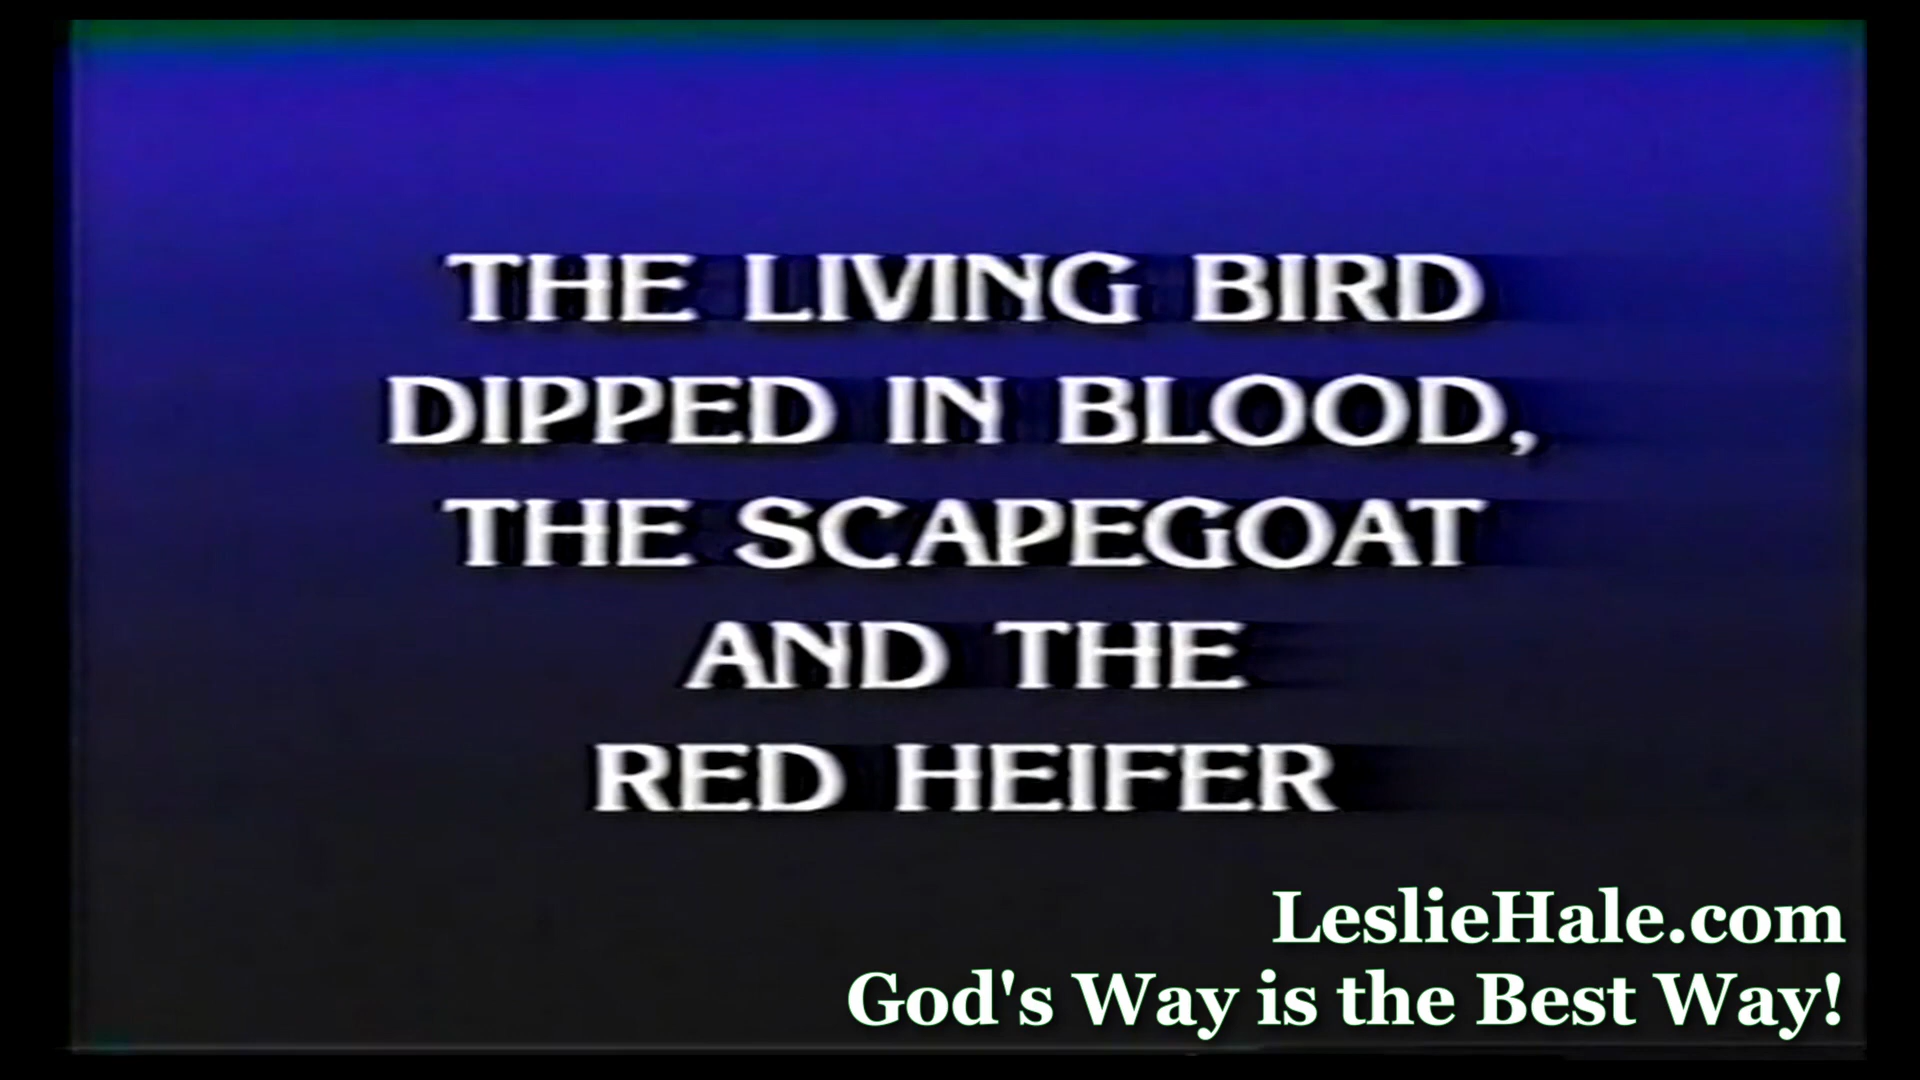 THE LIVING BIRD
DIPPED IN BLOOD,
THE SCAPEGOAT
AND THE
RED HEIFER
LeslieHale.com
God's Way is the Best Way!